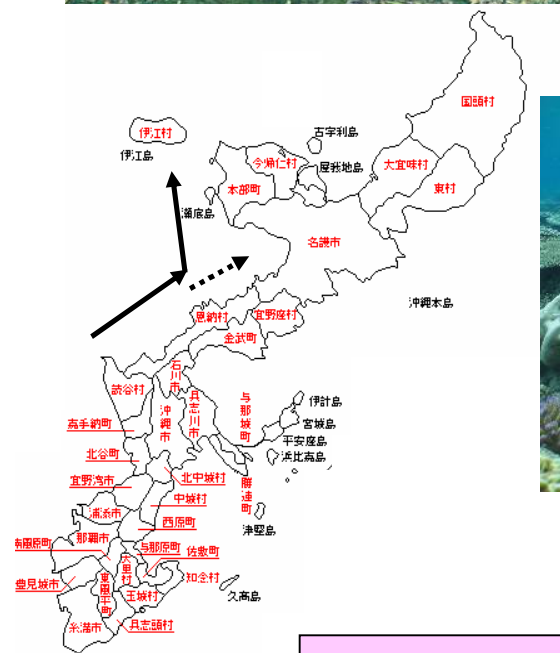 国頭村
伊江村
伊江島
古宇利島
今帰仁村
屋我地島
大宜味村
東村
本部町
瀬底島
名護市
沖縄本島
恩納村
宜野座村
金武町
石川市
読谷村
具志川市
与那城町
沖縄市
伊計島
宮城島
平安座島
浜比嘉島
嘉手納町
北谷町
北中城村
勝連町
宜野湾市
中城村
浦添市
西原町
津堅島
那覇市
南風原町
与那原町
佐敷町
大里村
知念村
豊見城市
東風平町
玉城村
久高島
糸満市
具志頭村